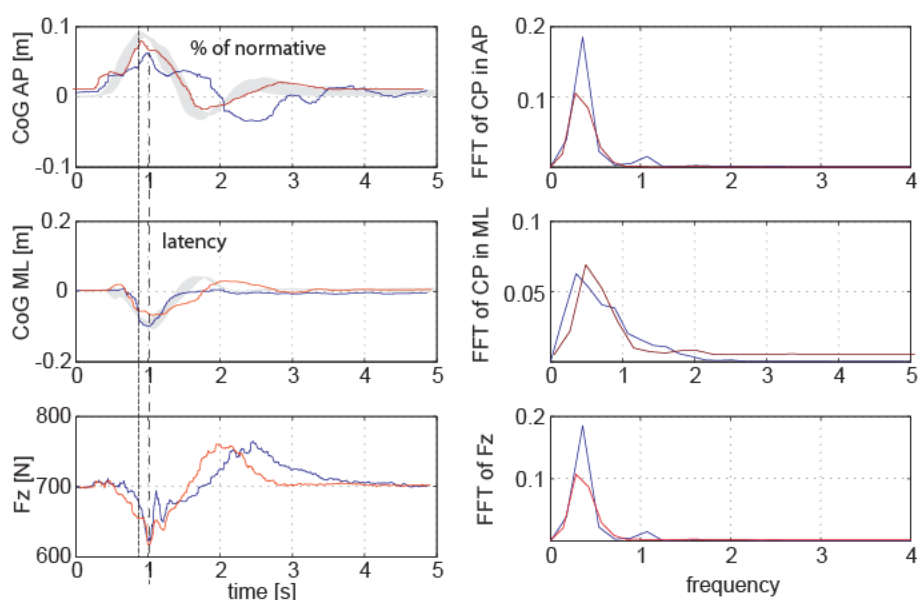 CoG AP [m]
0.1
0
-0.1
% of normative
0 1 2 3 4 5
FFT of CP in AP
0.2
0.1
0 1 2 3 4
CoG ML [m]
0.2
0
-0.2
latency
0 1 2 3 4 5
FFT of CP in ML
0.1
0.05
0 1 2 3 4 5
Fz [N]
800
700
600
0 1 2 3 4 5
time [s]
FFT of Fz
0.2
0.1
0 1 2 3 4
frequency